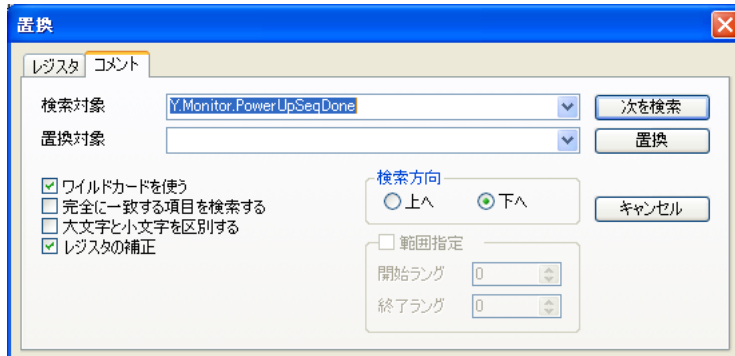 置換
レジスタ コメント
検索対象 Y.Monitor.PowerUpSeqDone 次を検索
置換対象 置換
ワイルドカードを使う
完全に一致する項目を検索する
大文字と小文字を区別する
レジスタの補正
検索方向
上へ 下へ
キャンセル
範囲指定
開始ラング 0
終了ラング 0